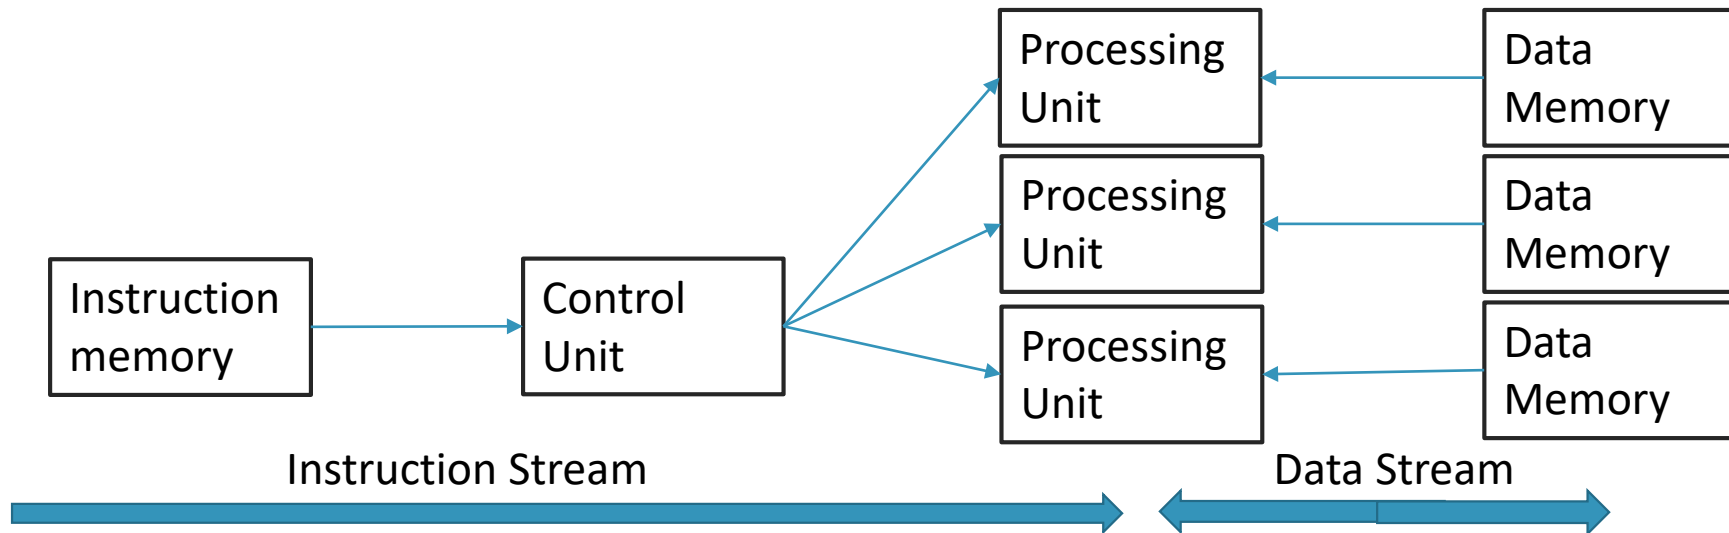 Processing
Unit
Data
Memory
Processing
Unit
Data
Memory
Instruction
memory
Control
Unit
Processing
Unit
Data
Memory
Instruction Stream
Data Stream